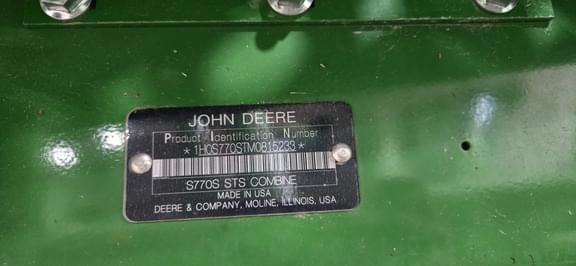 JOHN DEERE
Product Identification Number
*1H0S770STM0815233*
S770S STS COMBINE
MADE IN USA
DEERE & COMPANY, MOLINE, ILLINOIS, USA